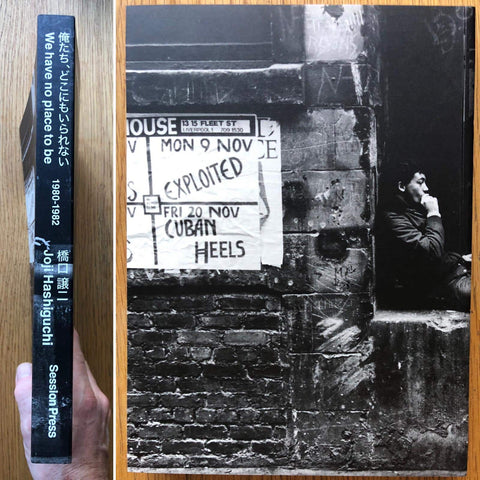 俺たち、どこにもいられない
We have no place to be
1980-1982
橋口譲二
Joji Hashiguchi
Session Press
HOUSE 13 15 FLEET ST
LIVERPOOL 1 709 1530
MON 9 NOV
EXPLOITED
FRI 20 NOV
CUBAN
HEELS